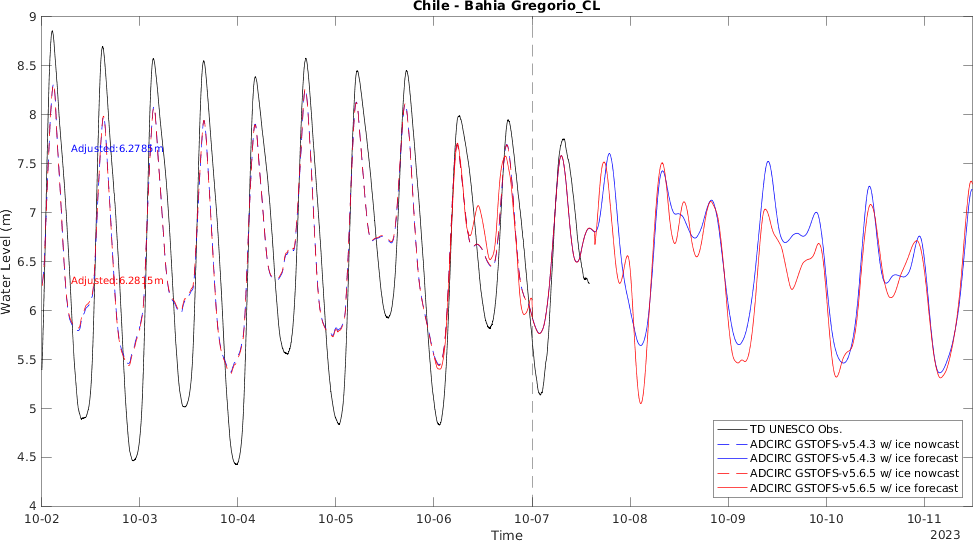 Chile - Bahia Gregorio_CL
Water Level (m)
9
8.5
8
7.5
7
6.5
6
5.5
5
4.5
4
Adjusted:6.2785m
Adjusted:6.2815m
TD UNESCO Obs.
ADCIRC GSTOFS-v5.4.3 w/ ice nowcast
ADCIRC GSTOFS-v5.4.3 w/ ice forecast
ADCIRC GSTOFS-v5.6.5 w/ ice nowcast
ADCIRC GSTOFS-v5.6.5 w/ ice forecast
10-02 10-03 10-04 10-05 10-06 10-07 10-08 10-09 10-10 10-11
Time
2023